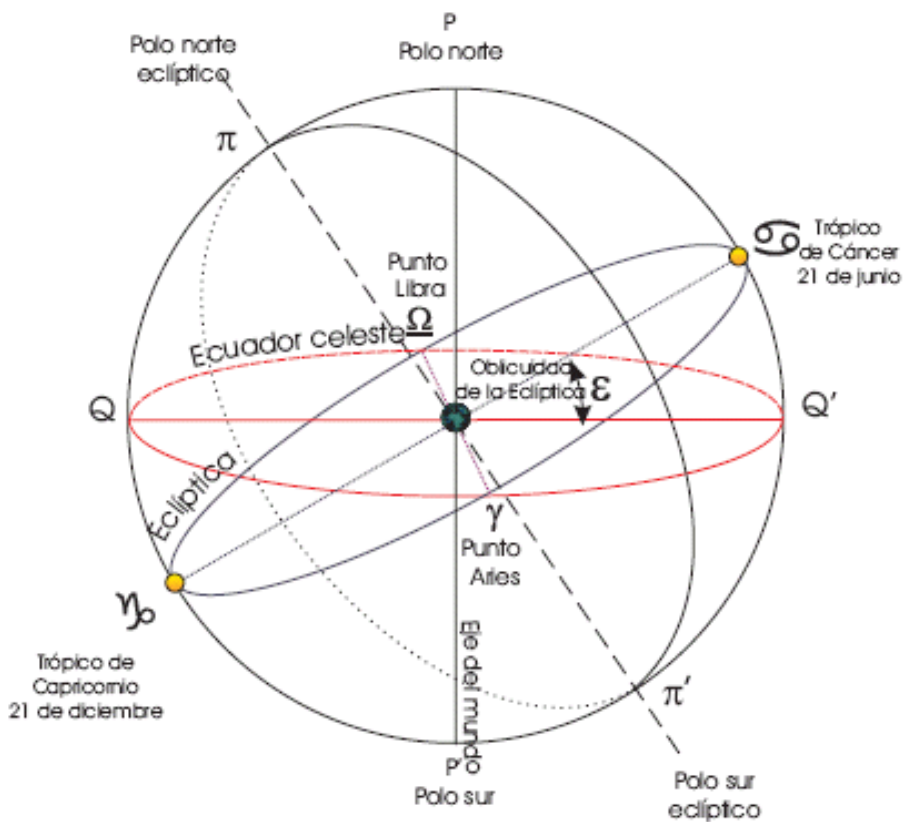 P
Polo norte
Polo norte
eclíptico
π
♋
Trópico
de Cáncer
21 de junio
Punto
Libra
Ω
Ecuador celeste
Oblicuidad
de la Eclíptica
ε
Q
Q'
Eclíptica
γ
Punto
Aries
♑
Trópico de
Capricornio
21 de diciembre
Eje del mundo
π'
P'
Polo sur
Polo sur
eclíptico